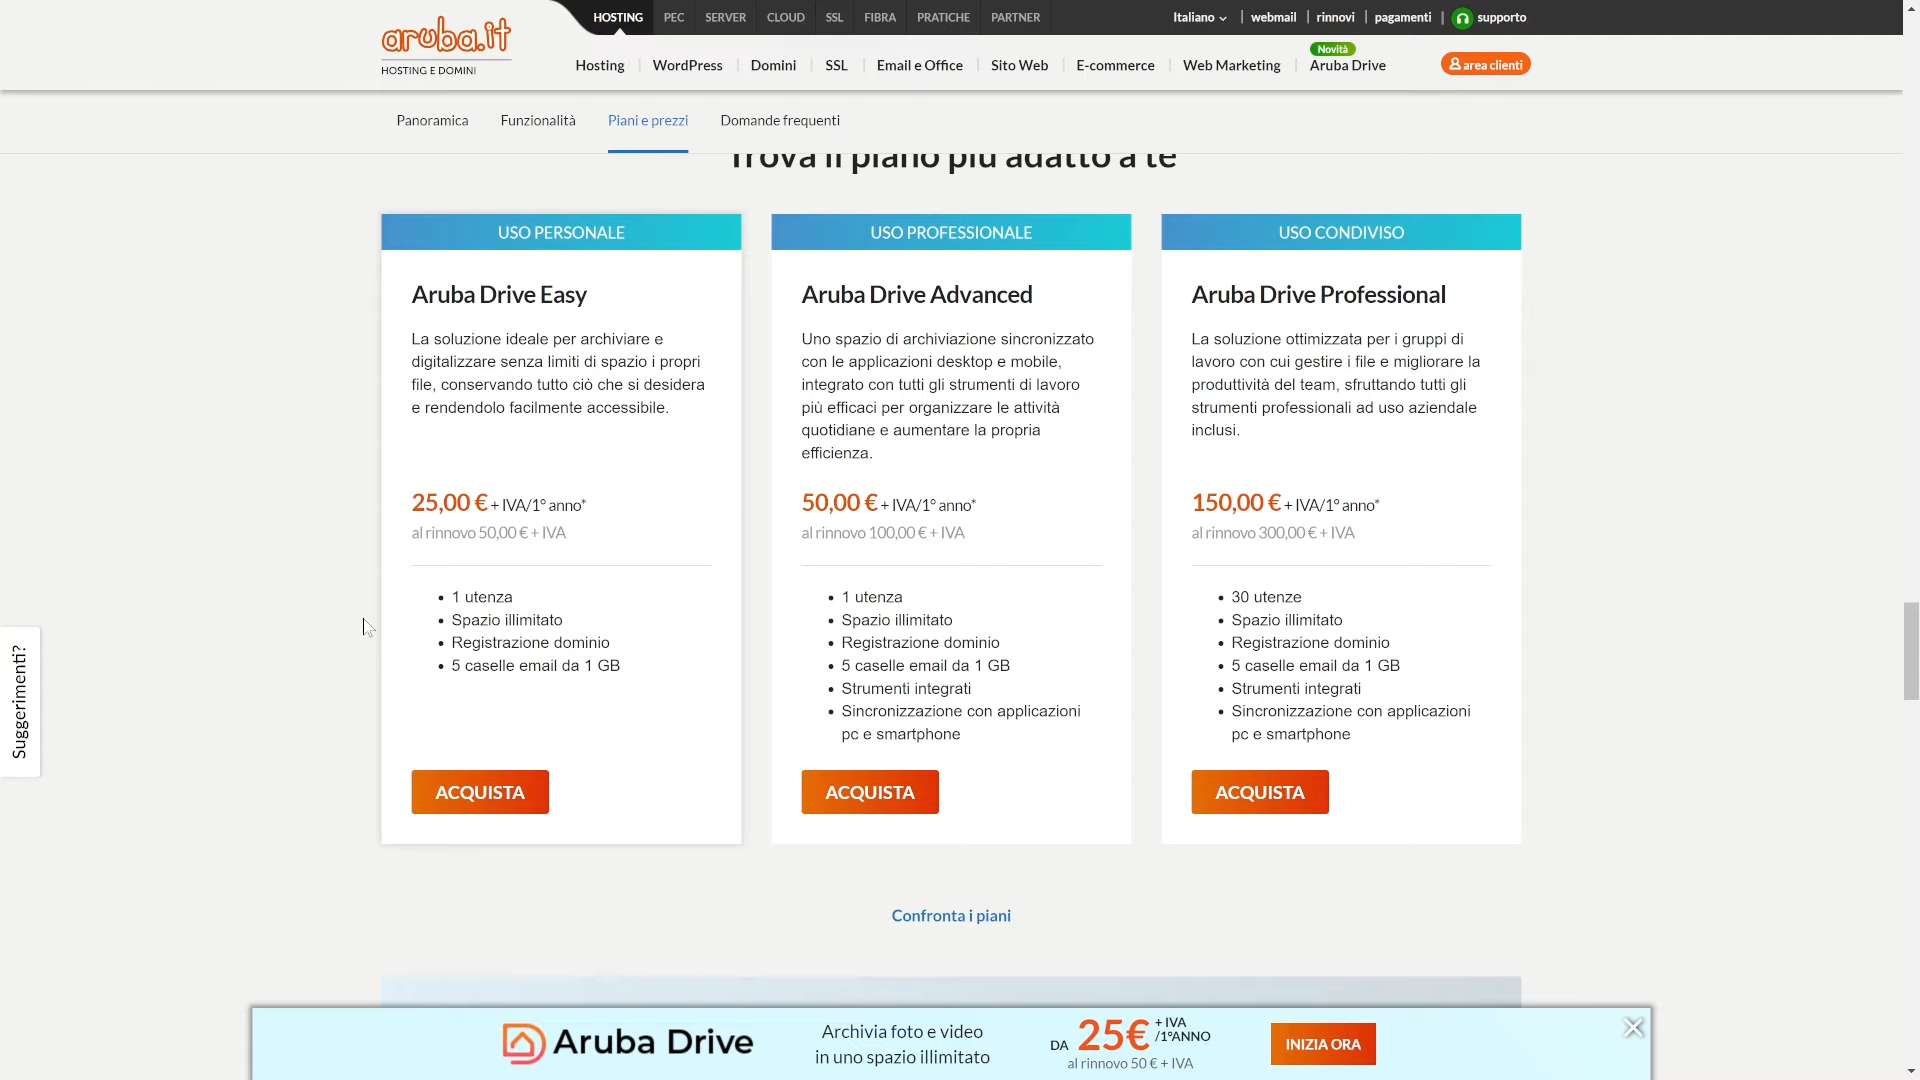 HOSTING PEC SERVER CLOUD SSL FIBRA PRATICHE PARTNER Italiano webmail rinnovi pagamenti supporto
aruba.it
HOSTING E DOMINI
Novità
Hosting WordPress Domini SSL Email e Office Sito Web E-commerce Web Marketing Aruba Drive area clienti
Panoramica Funzionalità Piani e prezzi Domande frequenti
Trova il piano più adatto a te
USO PERSONALE
Aruba Drive Easy
La soluzione ideale per archiviare e
digitalizzare senza limiti di spazio i propri
file, conservando tutto ciò che si desidera
e rendendolo facilmente accessibile.
25,00 € + IVA/1° anno*
al rinnovo 50,00 € + IVA
• 1 utenza
• Spazio illimitato
• Registrazione dominio
• 5 caselle email da 1 GB
ACQUISTA
USO PROFESSIONALE
Aruba Drive Advanced
Uno spazio di archiviazione sincronizzato
con le applicazioni desktop e mobile,
integrato con tutti gli strumenti di lavoro
più efficaci per organizzare le attività
quotidiane e aumentare la propria
efficienza.
50,00 € + IVA/1° anno*
al rinnovo 100,00 € + IVA
• 1 utenza
• Spazio illimitato
• Registrazione dominio
• 5 caselle email da 1 GB
• Strumenti integrati
• Sincronizzazione con applicazioni
pc e smartphone
ACQUISTA
USO CONDIVISO
Aruba Drive Professional
La soluzione ottimizzata per i gruppi di
lavoro con cui gestire i file e migliorare la
produttività del team, sfruttando tutti gli
strumenti professionali ad uso aziendale
inclusi.
150,00 € + IVA/1° anno*
al rinnovo 300,00 € + IVA
• 30 utenze
• Spazio illimitato
• Registrazione dominio
• 5 caselle email da 1 GB
• Strumenti integrati
• Sincronizzazione con applicazioni
pc e smartphone
ACQUISTA
Suggerimenti?
Confronta i piani
Aruba Drive
Archivia foto e video
in uno spazio illimitato
DA 25€ + IVA
/1°ANNO
al rinnovo 50 € + IVA
INIZIA ORA